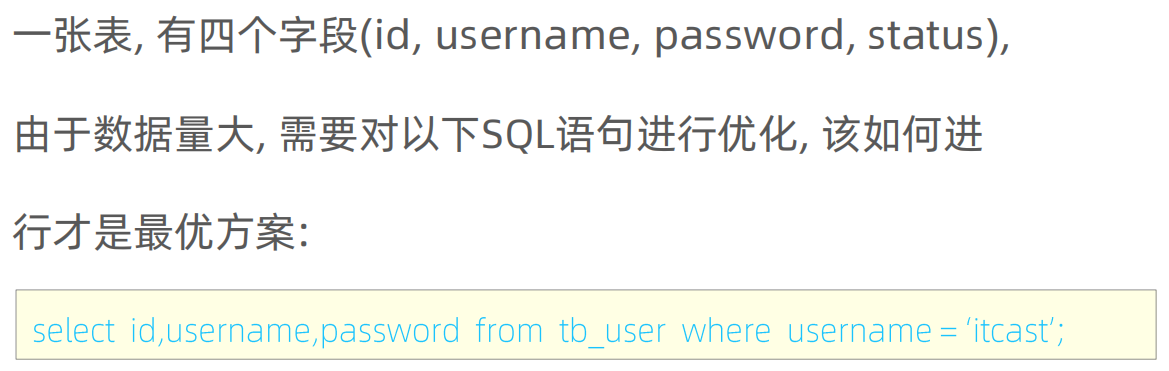 一张表, 有四个字段(id, username, password, status),
由于数据量大, 需要对以下SQL语句进行优化, 该如何进
行才是最优方案:
select id,username,password from tb_user where username = ‘itcast’;